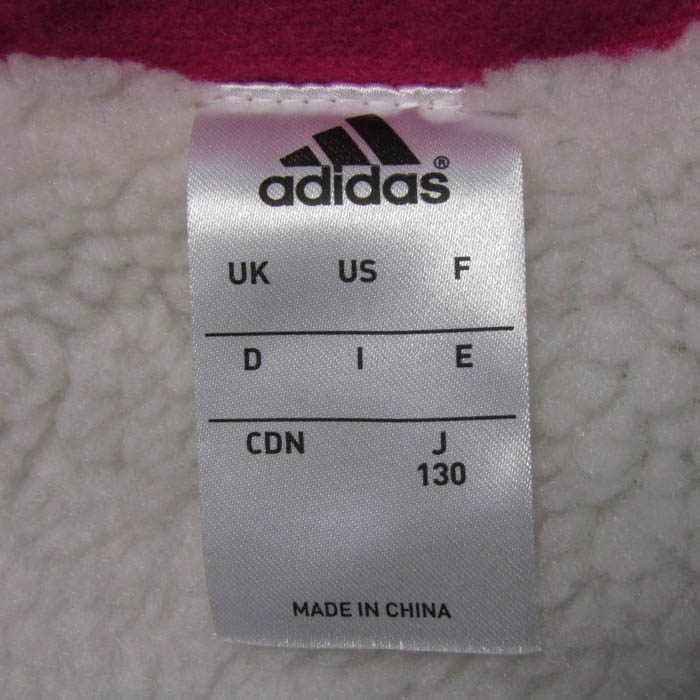 adidas®
UK US F
D I E
CDN J
130
MADE IN CHINA